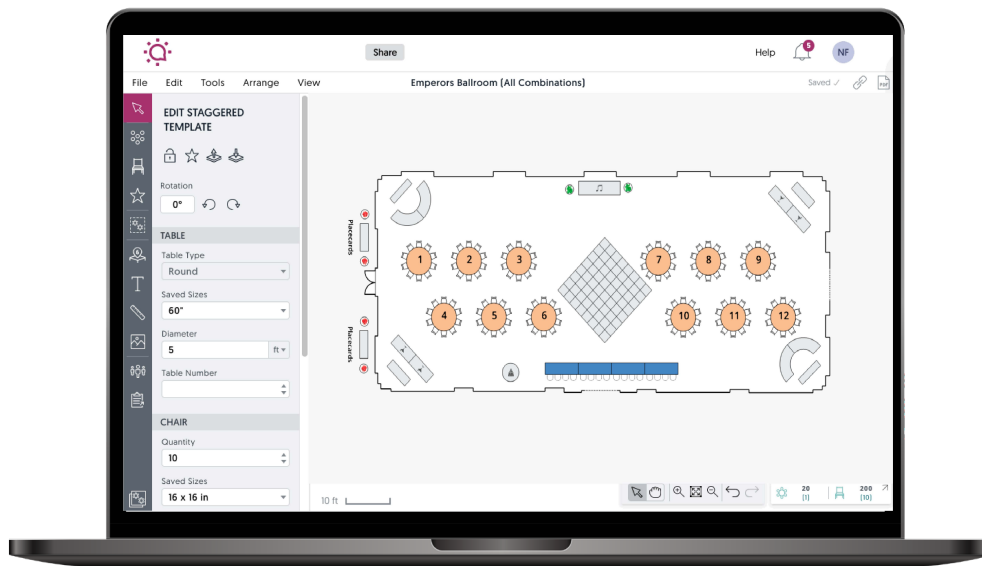 Share
Help
5
NF
File Edit Tools Arrange View
Emperors Ballroom (All Combinations)
Saved ✓
PDF
EDIT STAGGERED
TEMPLATE
Rotation
0°
TABLE
Table Type
Round
Saved Sizes
60"
Diameter
5 ft
Table Number
CHAIR
Quantity
10
Saved Sizes
16 x 16 in
6
T
Placecards
Placecards
1 2 3 7 8 9
4 5 6 10 11 12
10 ft
20
[1]
200
[10]